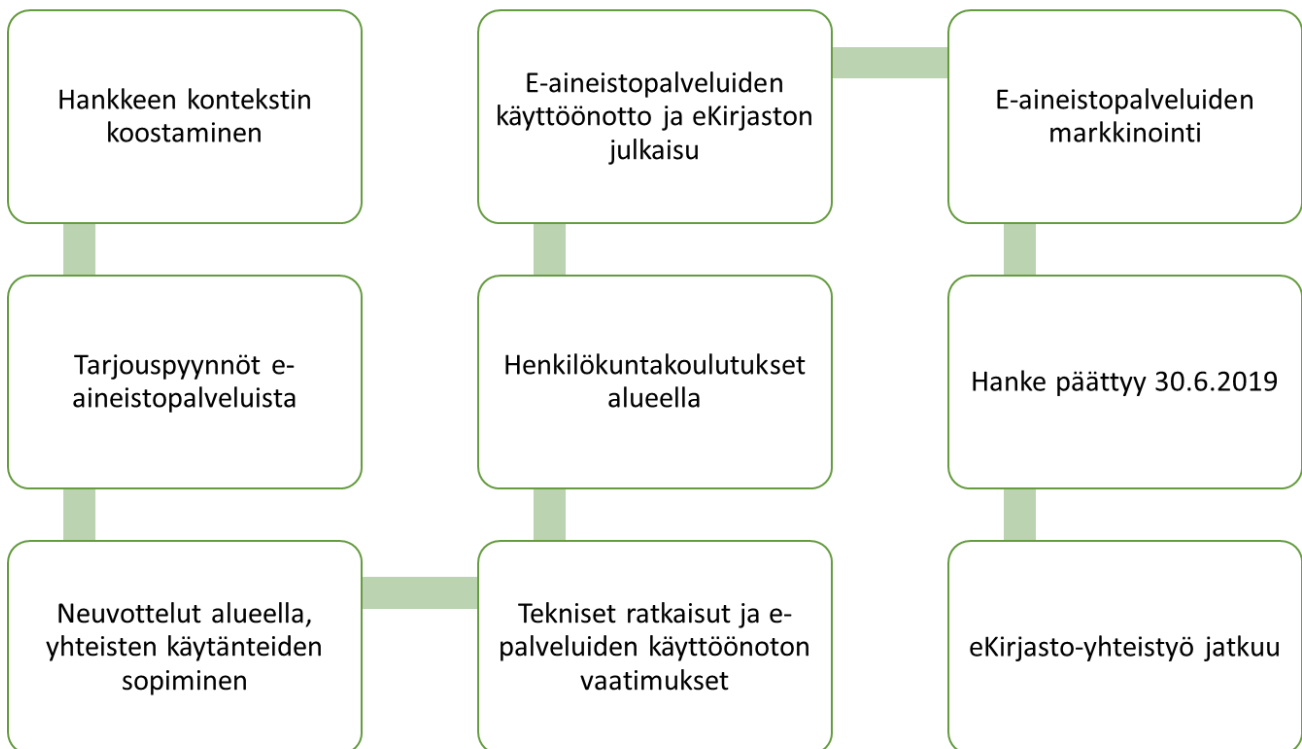 Hankkeen kontekstin
koostaminen
Tarjouspyynnöt e-
aineistopalveluista
Neuvottelut alueella,
yhteisten käytänteiden
sopiminen
Tekniset ratkaisut ja e-
palveluiden käyttöönoton
vaatimukset
Henkilökuntakoulutukset
alueella
E-aineistopalveluiden
käyttöönotto ja eKirjaston
julkaisu
E-aineistopalveluiden
markkinointi
Hanke päättyy 30.6.2019
eKirjasto-yhteistyö jatkuu